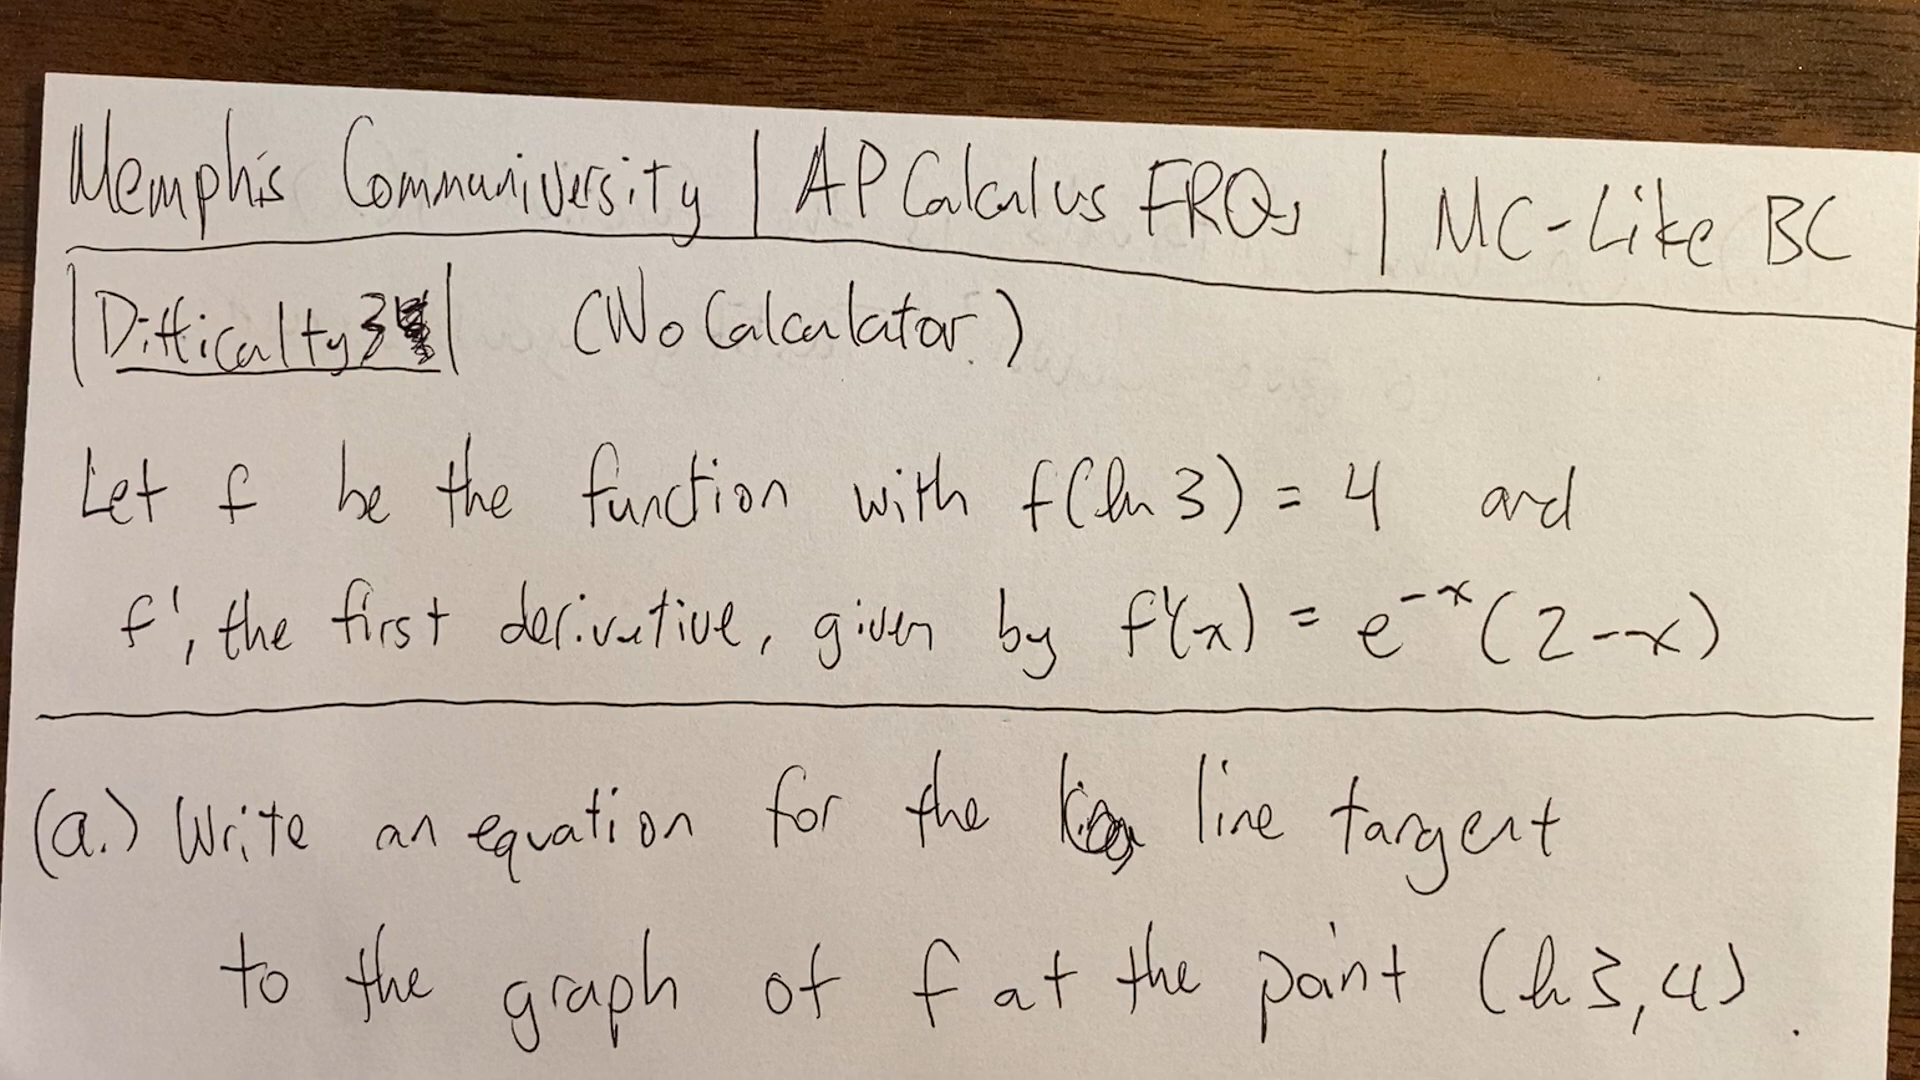 Memphis Communiversity | AP Calculus FRQs | MC-Like BC
|Difficulty 3| (No Calculator.)
Let f be the function with f(ln 3) = 4 and
f', the first derivative, given by f'(x) = e^-x (2-x)
(a.) Write an equation for the line tangent
to the graph of f at the point (ln 3, 4).